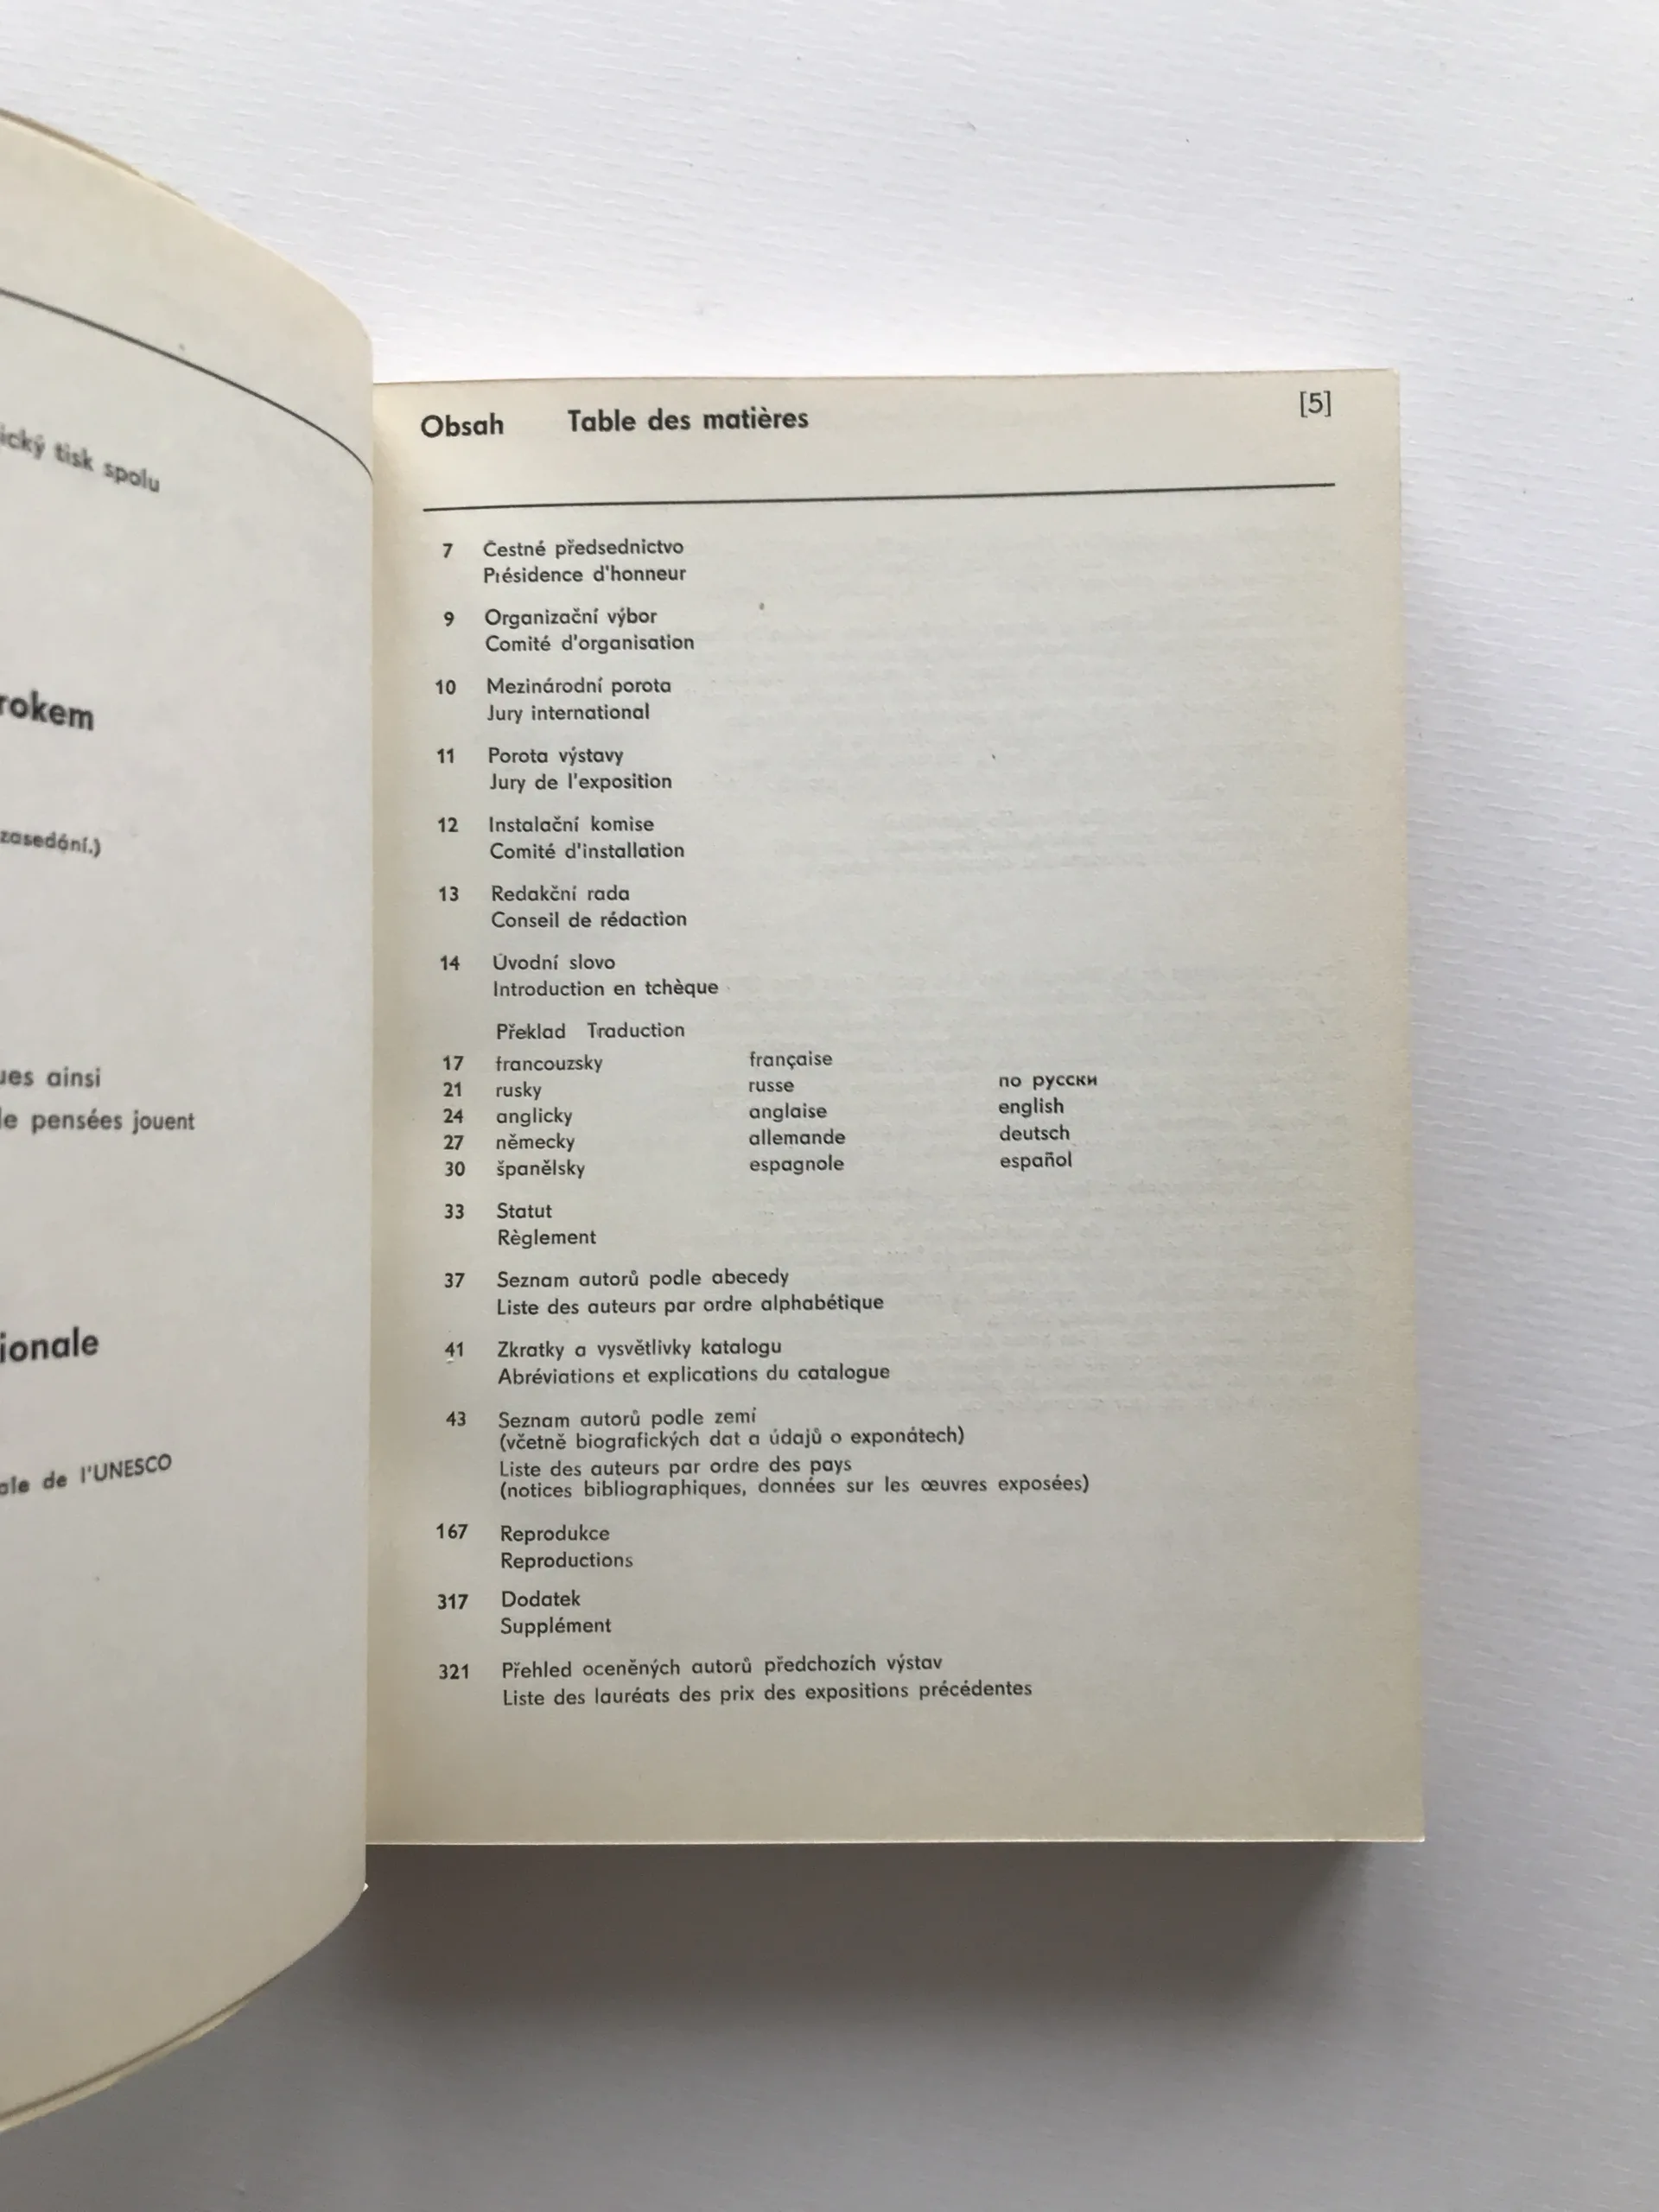 tisk spolu
zasedání.)
ainsi
pensées jouent
de l'UNESCO
Obsah Table des matières [5]
7 Čestné předsednictvo
Présidence d'honneur
9 Organizační výbor
Comité d'organisation
10 Mezinárodní porota
Jury international
11 Porota výstavy
Jury de l'exposition
12 Instalační komise
Comité d'installation
13 Redakční rada
Conseil de rédaction
14 Úvodní slovo
Introduction en tchèque
Překlad Traduction
17 francouzsky française
21 rusky russe по русски
24 anglicky anglaise english
27 německy allemande deutsch
30 španělsky espagnole español
33 Statut
Règlement
37 Seznam autorů podle abecedy
Liste des auteurs par ordre alphabétique
41 Zkratky a vysvětlivky katalogu
Abréviations et explications du catalogue
43 Seznam autorů podle zemí
(včetně biografických dat a údajů o exponátech)
Liste des auteurs par ordre des pays
(notices bibliographiques, données sur les œuvres exposées)
167 Reprodukce
Reproductions
317 Dodatek
Supplément
321 Přehled oceněných autorů předchozích výstav
Liste des lauréats des prix des expositions précédentes